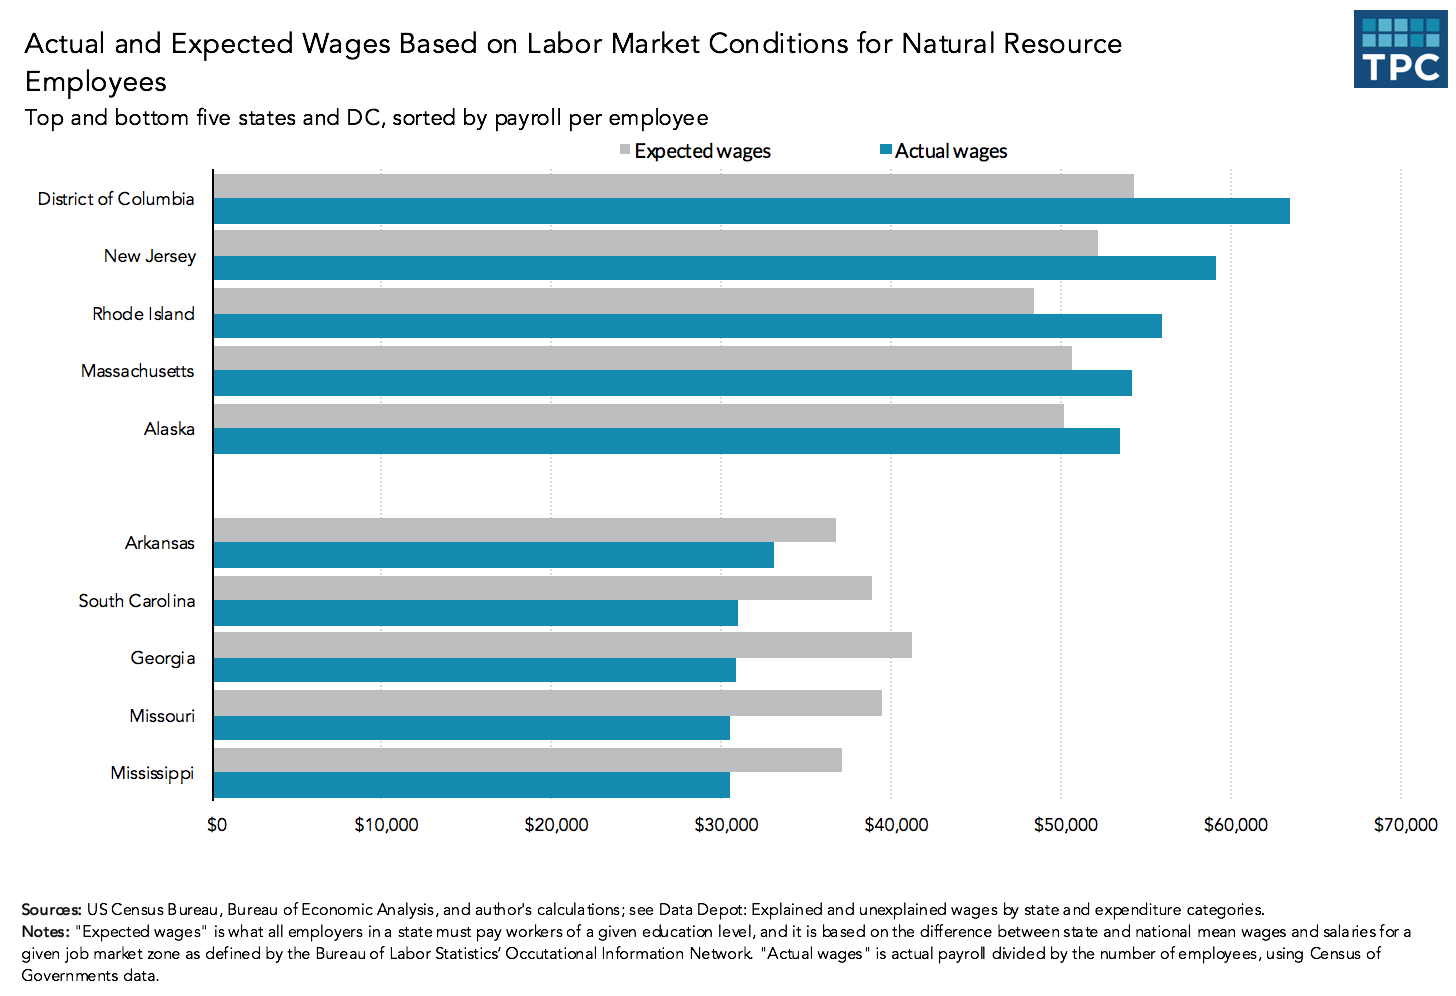 Actual and Expected Wages Based on Labor Market Conditions for Natural Resource
Employees
TPC
Top and bottom five states and DC, sorted by payroll per employee
Expected wages
Actual wages
District of Columbia
New Jersey
Rhode Island
Massachusetts
Alaska
Arkansas
South Carolina
Georgia
Missouri
Mississippi
$0 $10,000 $20,000 $30,000 $40,000 $50,000 $60,000 $70,000
Sources: US Census Bureau, Bureau of Economic Analysis, and author's calculations; see Data Depot: Explained and unexplained wages by state and expenditure categories.
Notes: "Expected wages" is what all employers in a state must pay workers of a given education level, and it is based on the difference between state and national mean wages and salaries for a
given job market zone as defined by the Bureau of Labor Statistics' Occutational Information Network. "Actual wages" is actual payroll divided by the number of employees, using Census of
Governments data.